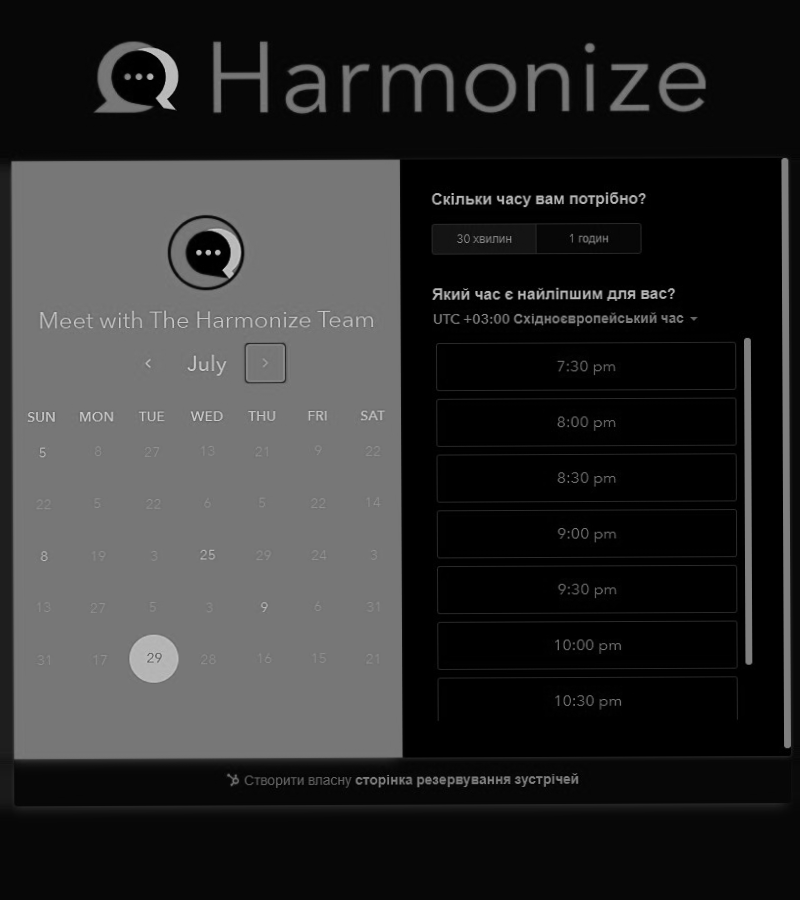 Harmonize
Meet with The Harmonize Team
July
SUN MON TUE WED THU FRI SAT
5 8 27 13 21 9 22
22 5 22 6 5 22 14
8 19 3 25 29 24 3
13 27 5 3 9 6 31
31 17 29 28 16 15 21
Скільки часу вам потрібно?
30 хвилин 1 годин
Який час є найліпшим для вас?
UTC +03:00 Східноєвропейський час
7:30 pm
8:00 pm
8:30 pm
9:00 pm
9:30 pm
10:00 pm
10:30 pm
Створити власну сторінка резервування зустрічей